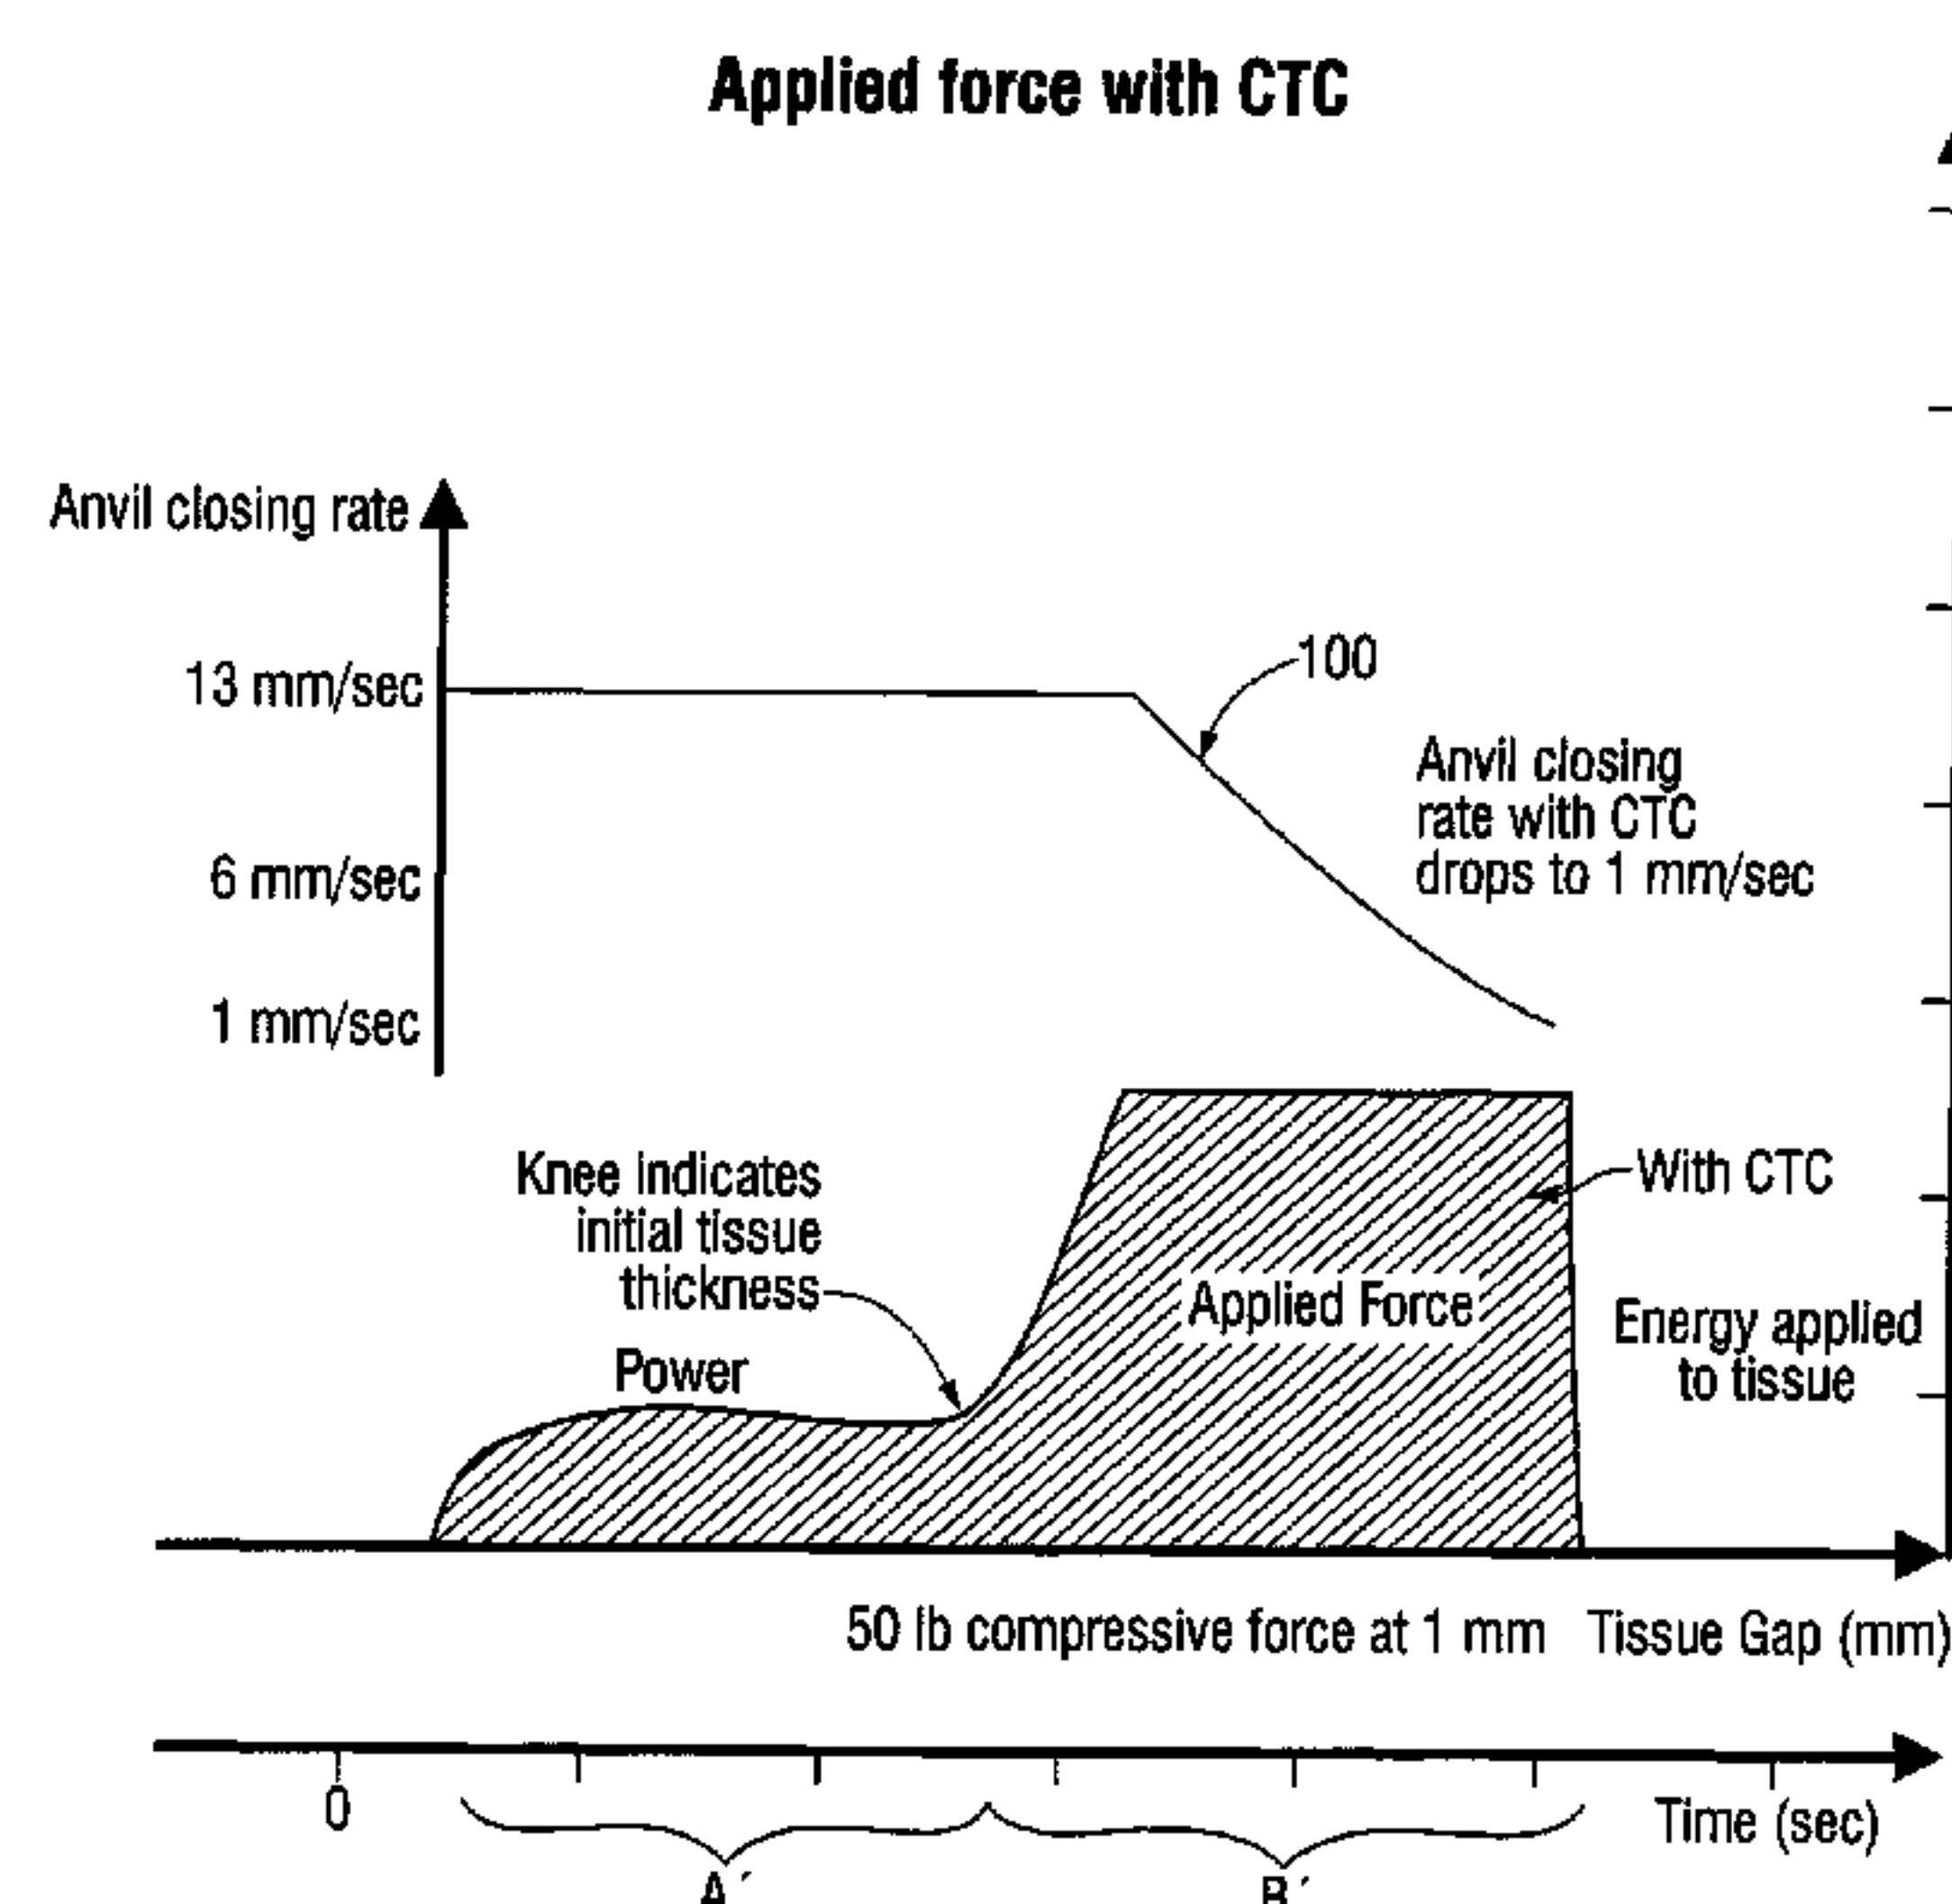 Applied force with CTC
Anvil closing rate
13 mm/sec
100
Anvil closing
rate with CTC
drops to 1 mm/sec
6 mm/sec
1 mm/sec
Knee indicates
initial tissue
thickness
With CTC
Applied Force
Energy applied
to tissue
Power
50 lb compressive force at 1 mm Tissue Gap (mm)
0
Time (sec)
A´ B´